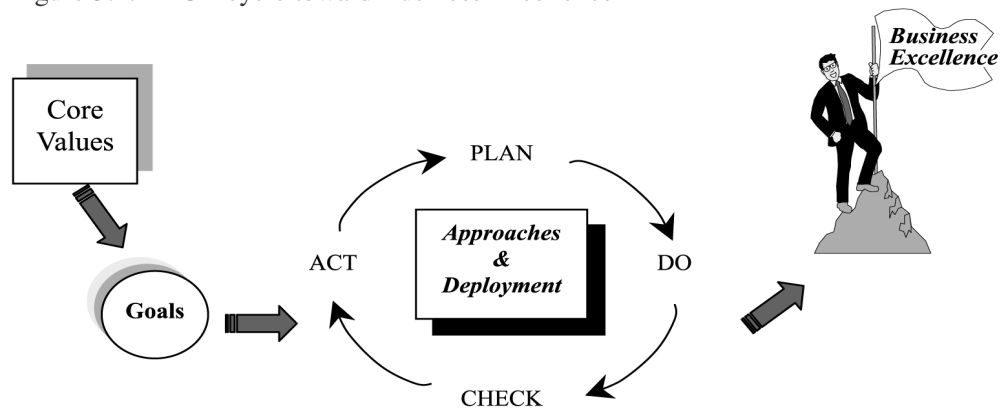 Core
Values
Goals
PLAN
DO
CHECK
ACT
Approaches
&
Deployment
Business
Excellence